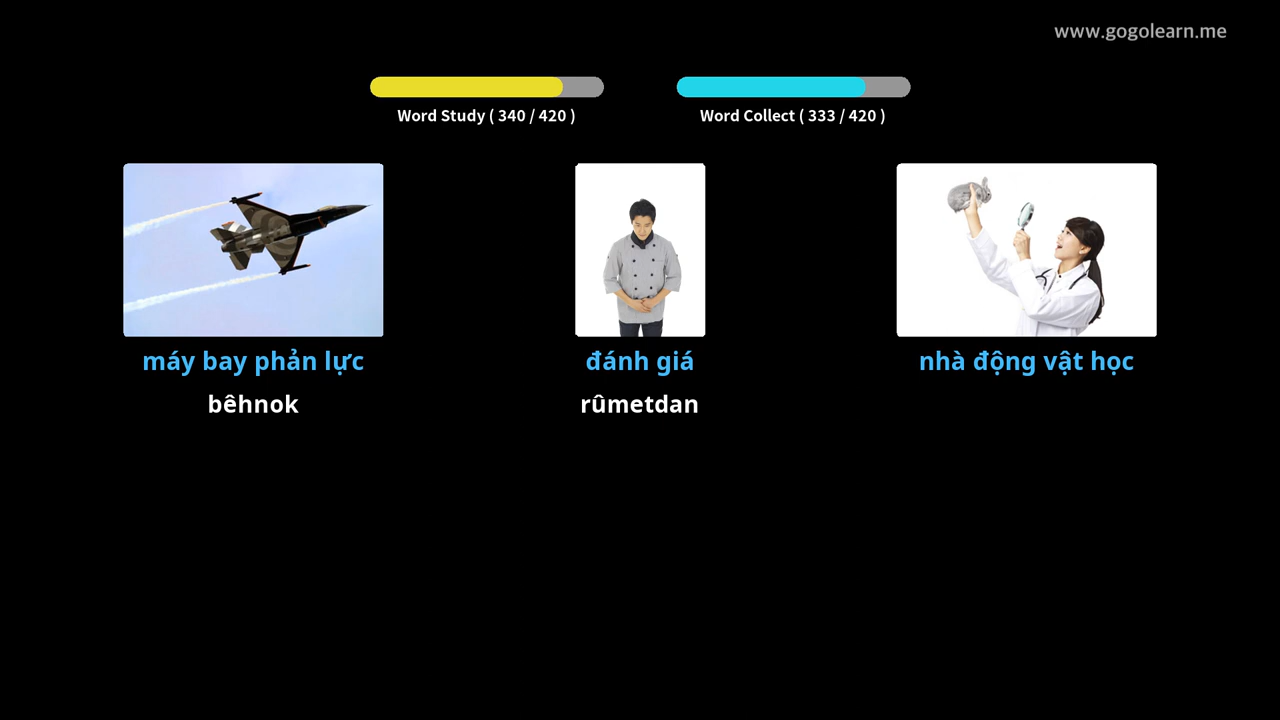 www.gogolearn.me
Word Study ( 340 / 420 )
Word Collect ( 333 / 420 )
máy bay phản lực
đánh giá
nhà động vật học
bêhnok
rûmetdan